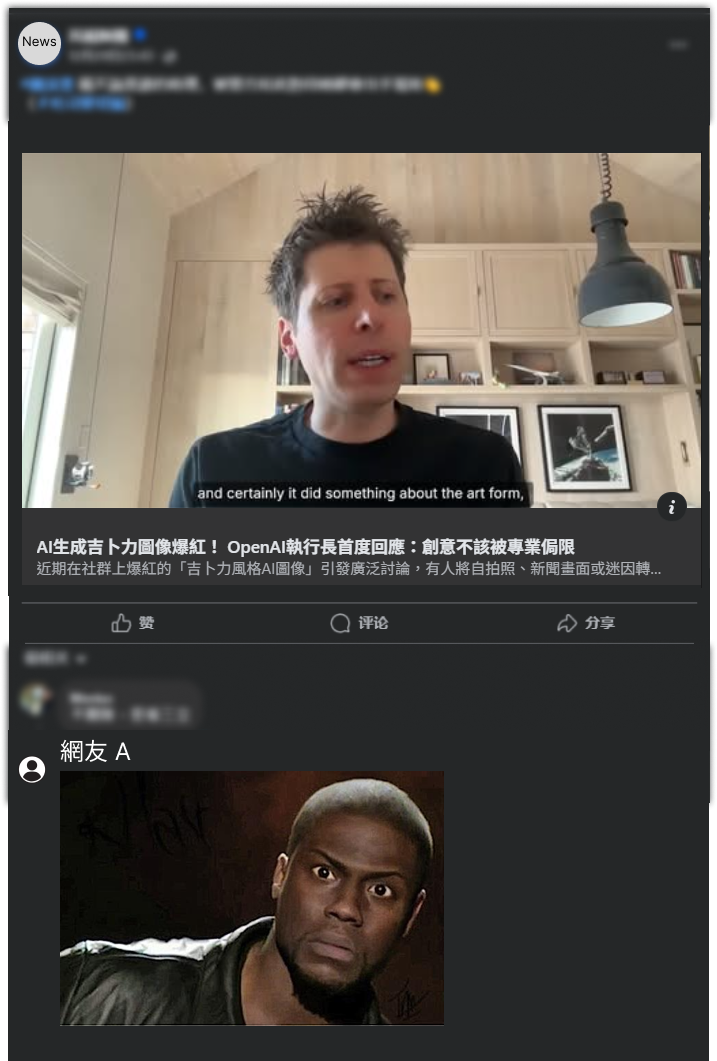 News
and certainly it did something about the art form,
AI生成吉卜力圖像爆紅！ OpenAI執行長首度回應：創意不該被專業侷限
近期在社群上爆紅的「吉卜力風格AI圖像」引發廣泛討論，有人將自拍照、新聞畫面或迷因轉...
赞
评论
分享
網友 A